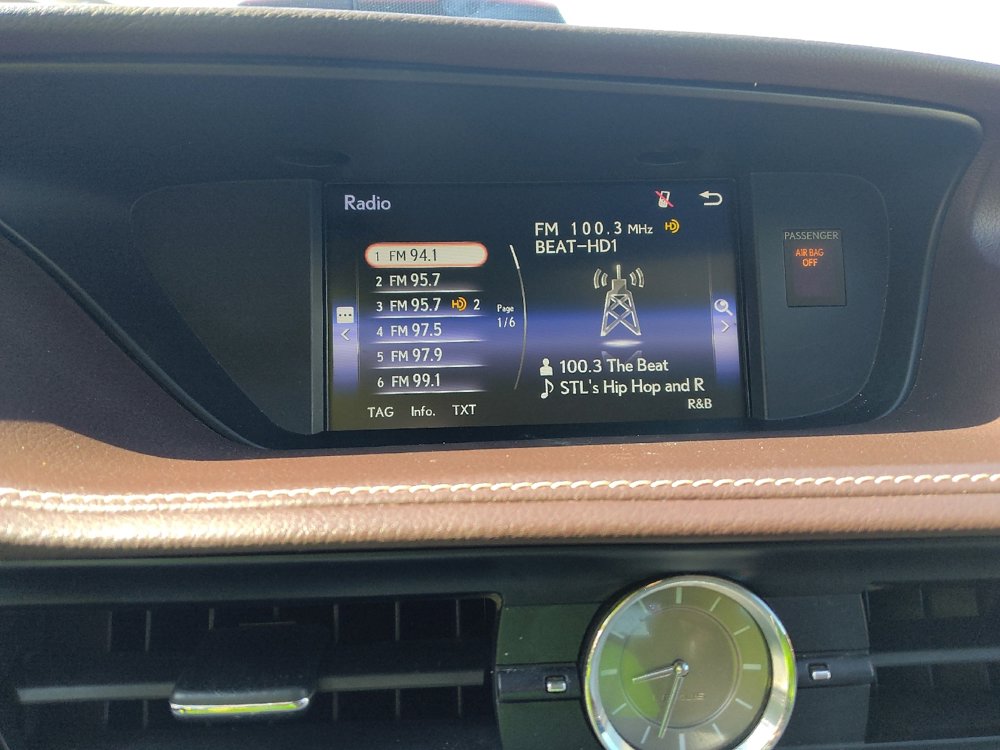 Radio
1 FM 94.1
2 FM 95.7
3 FM 95.7 HD 2
4 FM 97.5
5 FM 97.9
6 FM 99.1
Page
1/6
TAG Info. TXT
FM 100.3 MHz HD
BEAT-HD1
100.3 The Beat
STL's Hip Hop and R
R&B
PASSENGER
AIR BAG
OFF